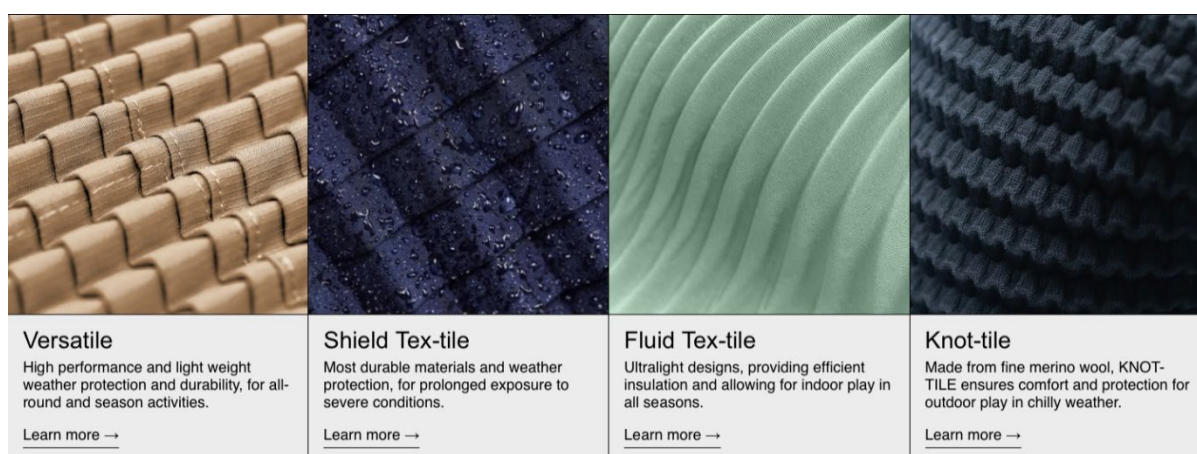 Versatile
High performance and light weight
weather protection and durability, for all-
round and season activities.
Learn more →
Shield Tex-tile
Most durable materials and weather
protection, for prolonged exposure to
severe conditions.
Learn more →
Fluid Tex-tile
Ultralight designs, providing efficient
insulation and allowing for indoor play in
all seasons.
Learn more →
Knot-tile
Made from fine merino wool, KNOT-
TILE ensures comfort and protection for
outdoor play in chilly weather.
Learn more →